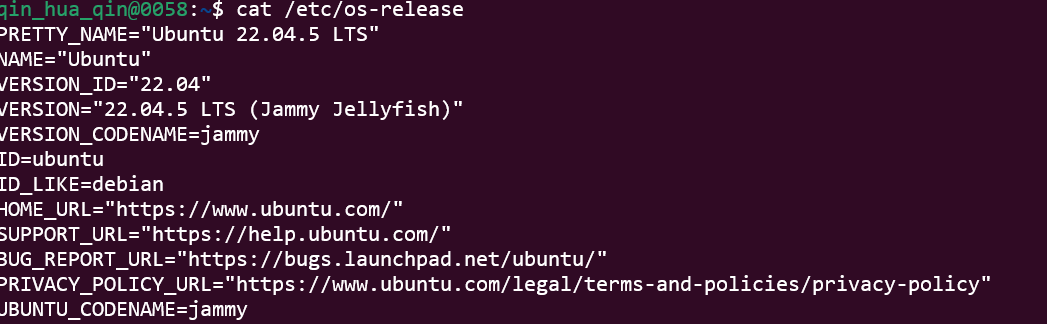 qin_hua_qin@0058:~$ cat /etc/os-release
PRETTY_NAME="Ubuntu 22.04.5 LTS"
NAME="Ubuntu"
VERSION_ID="22.04"
VERSION="22.04.5 LTS (Jammy Jellyfish)"
VERSION_CODENAME=jammy
ID=ubuntu
ID_LIKE=debian
HOME_URL="https://www.ubuntu.com/"
SUPPORT_URL="https://help.ubuntu.com/"
BUG_REPORT_URL="https://bugs.launchpad.net/ubuntu/"
PRIVACY_POLICY_URL="https://www.ubuntu.com/legal/terms-and-policies/privacy-policy"
UBUNTU_CODENAME=jammy